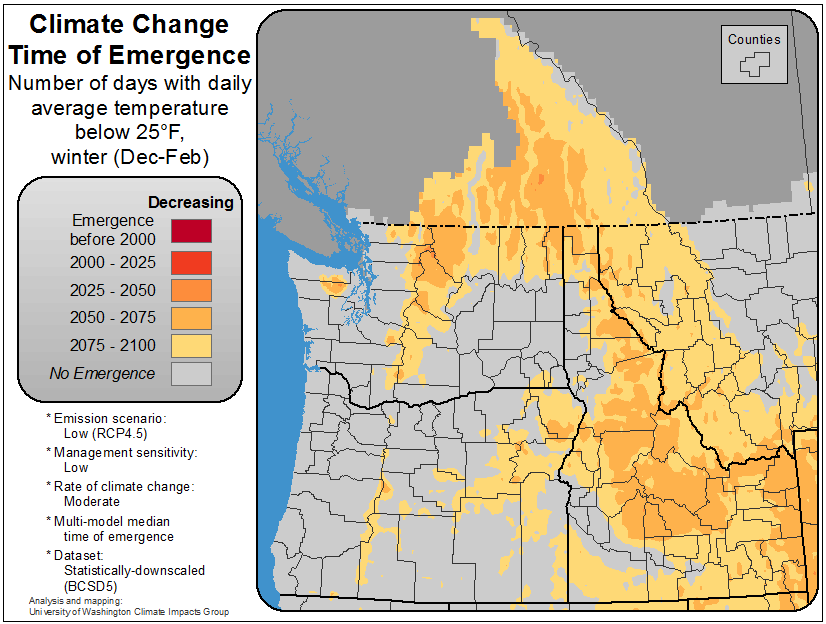 Climate Change
Time of Emergence
Number of days with daily
average temperature
below 25°F,
winter (Dec-Feb)
Decreasing
Emergence
before 2000
2000 - 2025
2025 - 2050
2050 - 2075
2075 - 2100
No Emergence
* Emission scenario:
Low (RCP4.5)
* Management sensitivity:
Low
* Rate of climate change:
Moderate
* Multi-model median
time of emergence
* Dataset:
Statistically-downscaled
(BCSD5)
Analysis and mapping:
University of Washington Climate Impacts Group
Counties